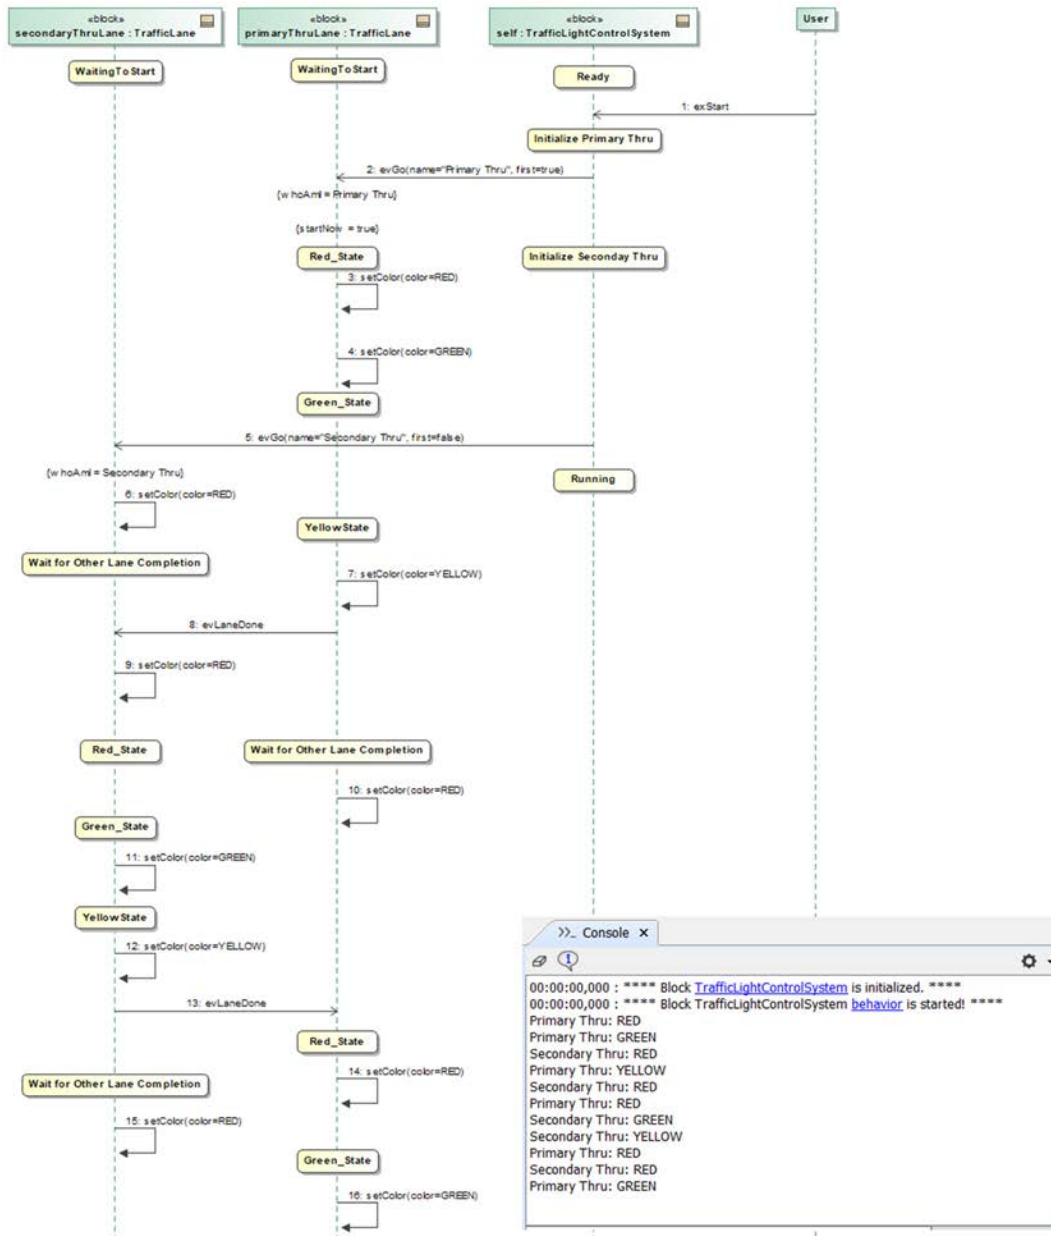 «block»
secondaryThruLane : TrafficLane
«block»
primaryThruLane : TrafficLane
«block»
self : TrafficLightControlSystem
User
WaitingToStart
WaitingToStart
Ready
1: exStart
Initialize Primary Thru
2: evGo(name="Primary Thru", first=true)
{whoAmI = Primary Thru}
{startNow = true}
Red_State
Initialize Seconday Thru
3: setColor(color=RED)
4: setColor(color=GREEN)
Green_State
5: evGo(name="Secondary Thru", first=false)
{whoAmI = Secondary Thru}
Running
6: setColor(color=RED)
YellowState
Wait for Other Lane Completion
7: setColor(color=YELLOW)
8: evLaneDone
9: setColor(color=RED)
Red_State
Wait for Other Lane Completion
10: setColor(color=RED)
Green_State
11: setColor(color=GREEN)
YellowState
12: setColor(color=YELLOW)
13: evLaneDone
Red_State
14: setColor(color=RED)
Wait for Other Lane Completion
15: setColor(color=RED)
Green_State
16: setColor(color=GREEN)
Console
00:00:00,000 : **** Block TrafficLightControlSystem is initialized. ****
00:00:00,000 : **** Block TrafficLightControlSystem behavior is started! ****
Primary Thru: RED
Primary Thru: GREEN
Secondary Thru: RED
Primary Thru: YELLOW
Secondary Thru: RED
Primary Thru: RED
Secondary Thru: GREEN
Secondary Thru: YELLOW
Primary Thru: RED
Secondary Thru: RED
Primary Thru: GREEN